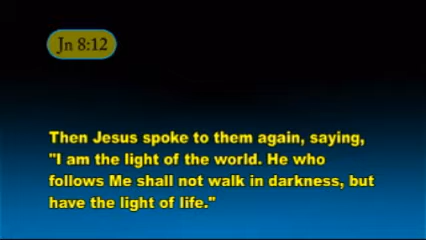 Jn 8:12
Then Jesus spoke to them again, saying,
"I am the light of the world. He who
follows Me shall not walk in darkness, but
have the light of life."